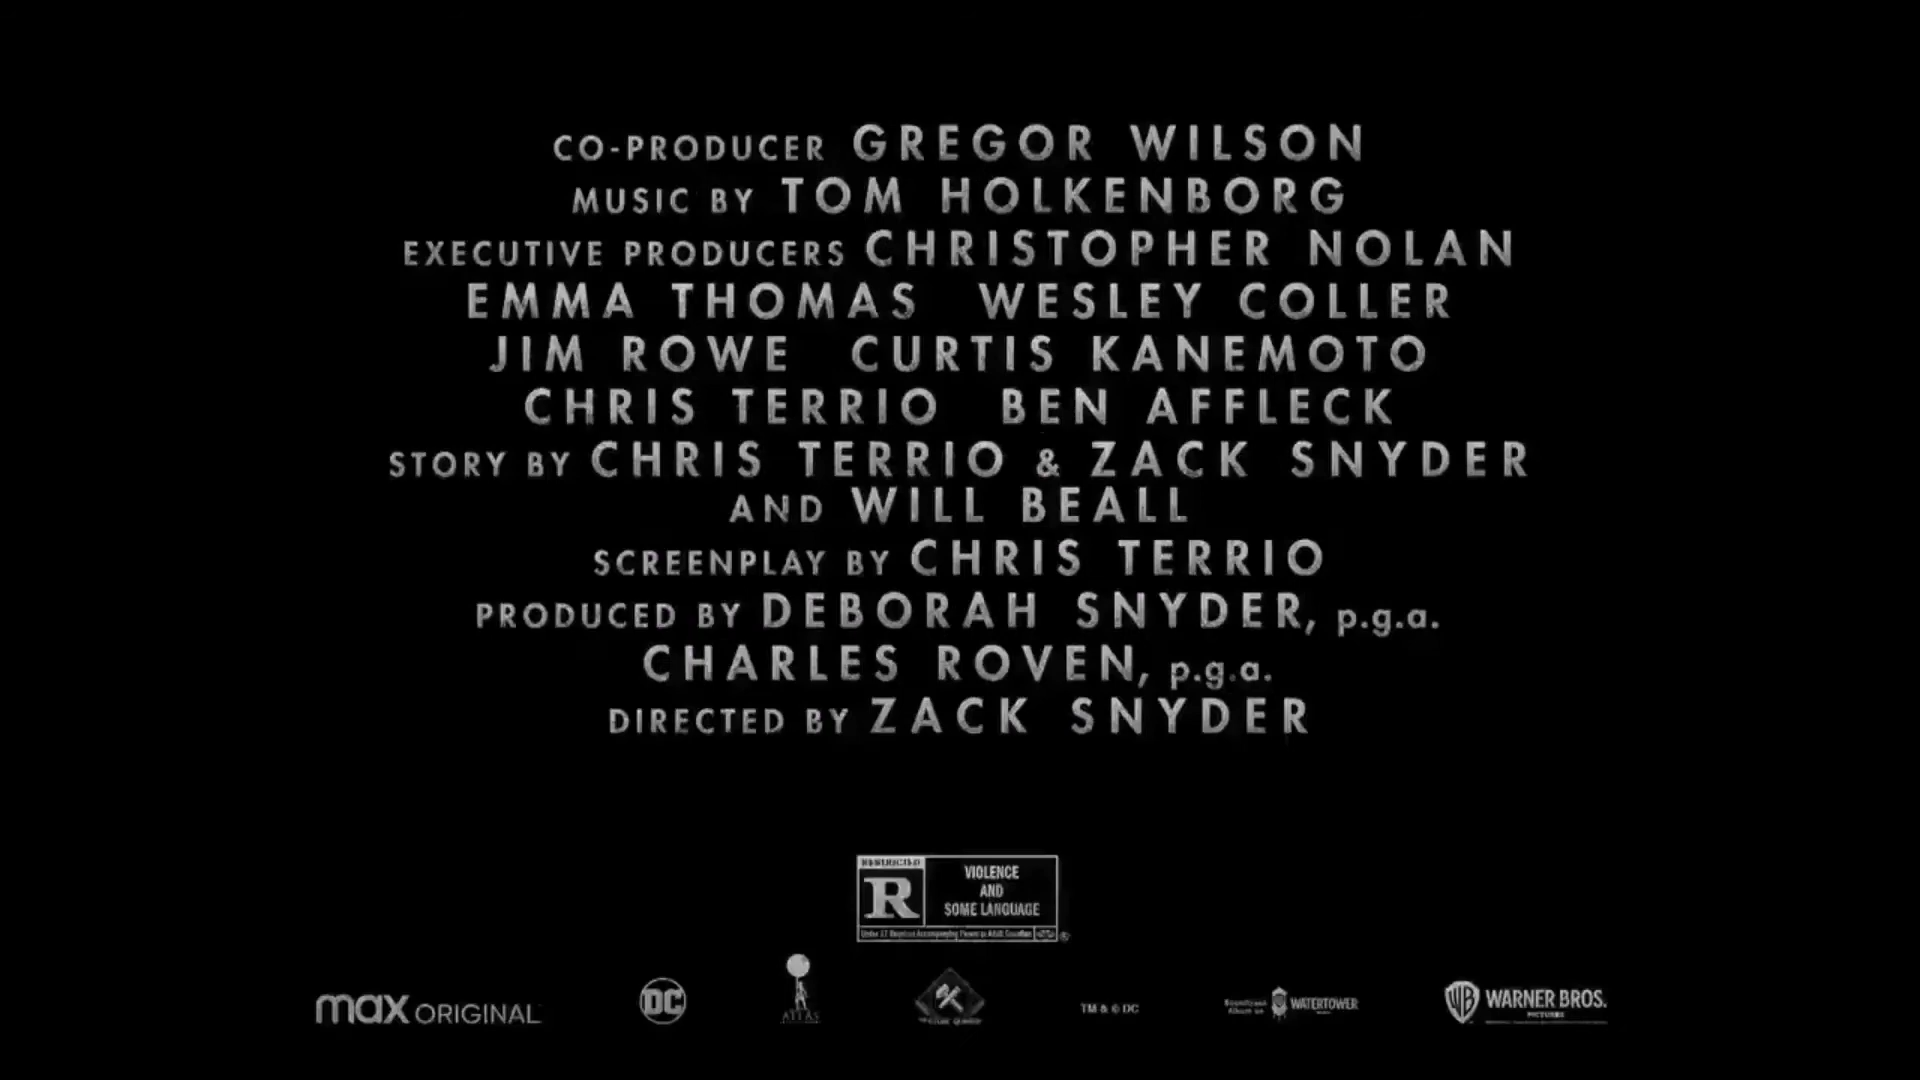 CO-PRODUCER GREGOR WILSON
MUSIC BY TOM HOLKENBORG
EXECUTIVE PRODUCERS CHRISTOPHER NOLAN
EMMA THOMAS WESLEY COLLER
JIM ROWE CURTIS KANEMOTO
CHRIS TERRIO BEN AFFLECK
STORY BY CHRIS TERRIO & ZACK SNYDER
AND WILL BEALL
SCREENPLAY BY CHRIS TERRIO
PRODUCED BY DEBORAH SNYDER, p.g.a.
CHARLES ROVEN, p.g.a.
DIRECTED BY ZACK SNYDER
RESTRICTED
R
VIOLENCE
AND
SOME LANGUAGE
max ORIGINAL
DC
ATLAS
TM & © DC
WATERTOWER
WB WARNER BROS.
PICTURES